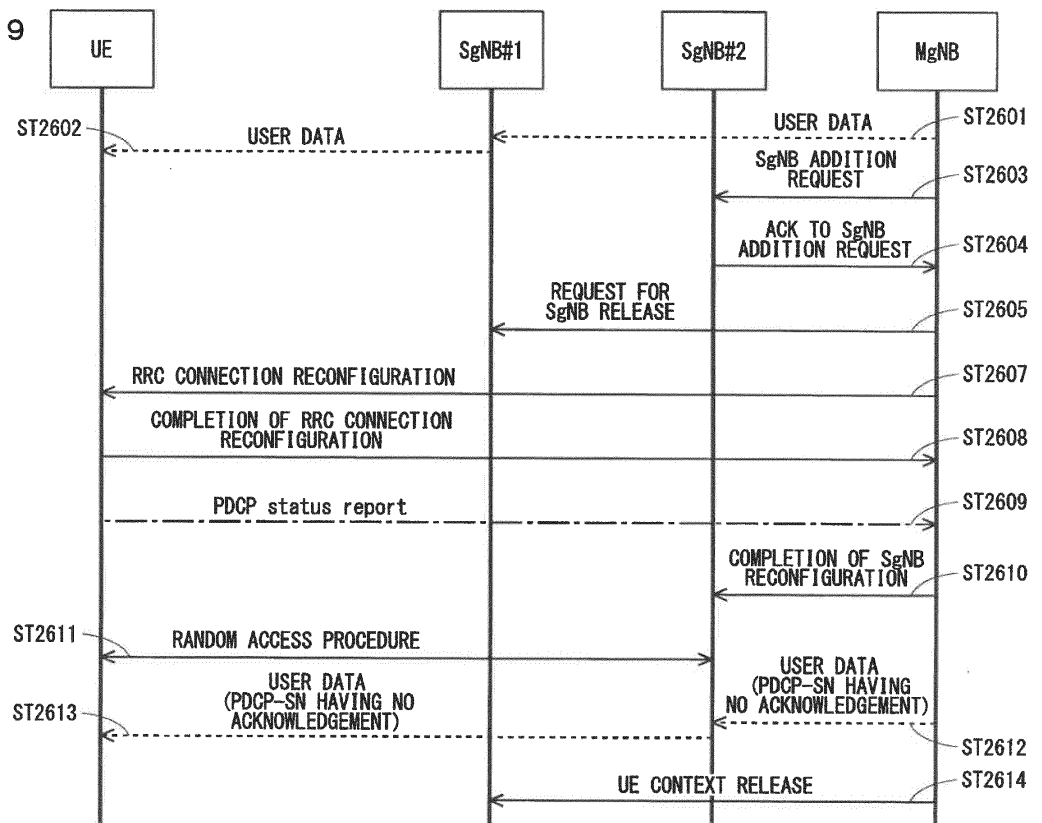 9
UE
SgNB#1
SgNB#2
MgNB
ST2602
USER DATA
USER DATA
ST2601
SgNB ADDITION
REQUEST
ST2603
ACK TO SgNB
ADDITION REQUEST
ST2604
REQUEST FOR
SgNB RELEASE
ST2605
RRC CONNECTION RECONFIGURATION
ST2607
COMPLETION OF RRC CONNECTION
RECONFIGURATION
ST2608
PDCP status report
ST2609
COMPLETION OF SgNB
RECONFIGURATION
ST2610
ST2611
RANDOM ACCESS PROCEDURE
USER DATA
(PDCP-SN HAVING
NO ACKNOWLEDGEMENT)
ST2612
USER DATA
(PDCP-SN HAVING NO
ACKNOWLEDGEMENT)
ST2613
UE CONTEXT RELEASE
ST2614